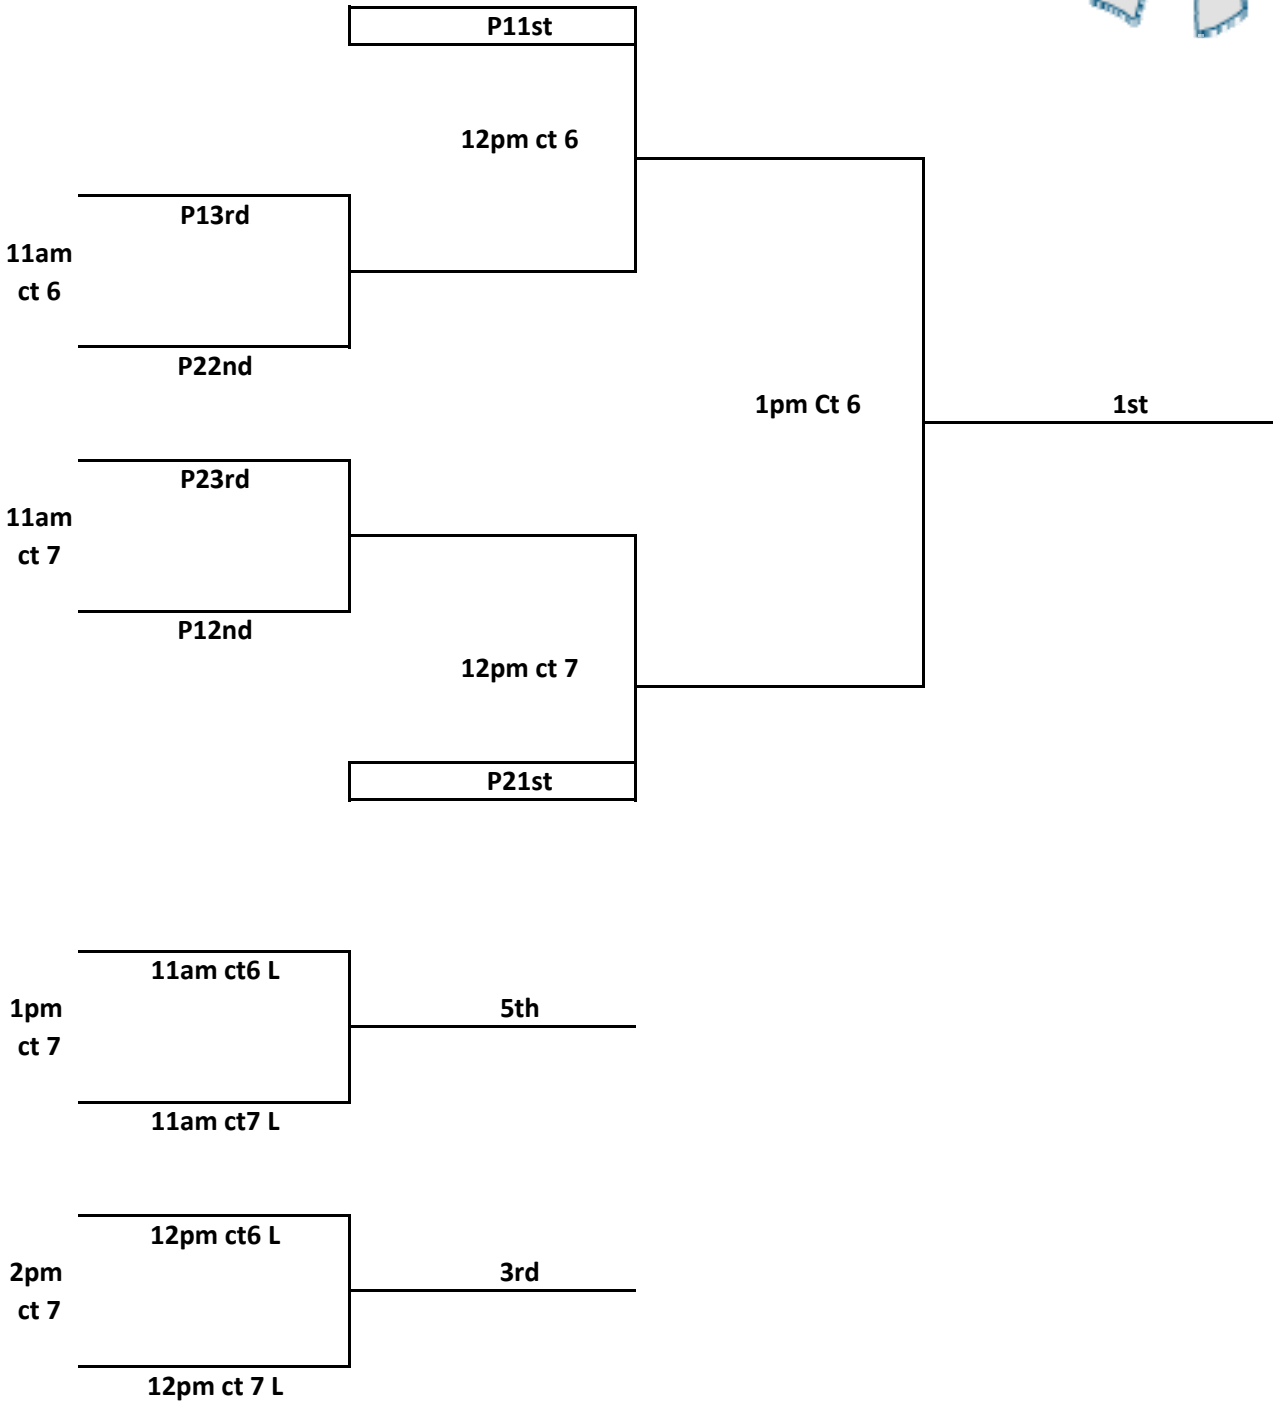 P11st
12pm ct 6
P13rd
11am
ct 6
P22nd
1pm Ct 6
1st
P23rd
11am
ct 7
P12nd
12pm ct 7
P21st
11am ct6 L
1pm
ct 7
5th
11am ct7 L
12pm ct6 L
2pm
ct 7
3rd
12pm ct 7 L